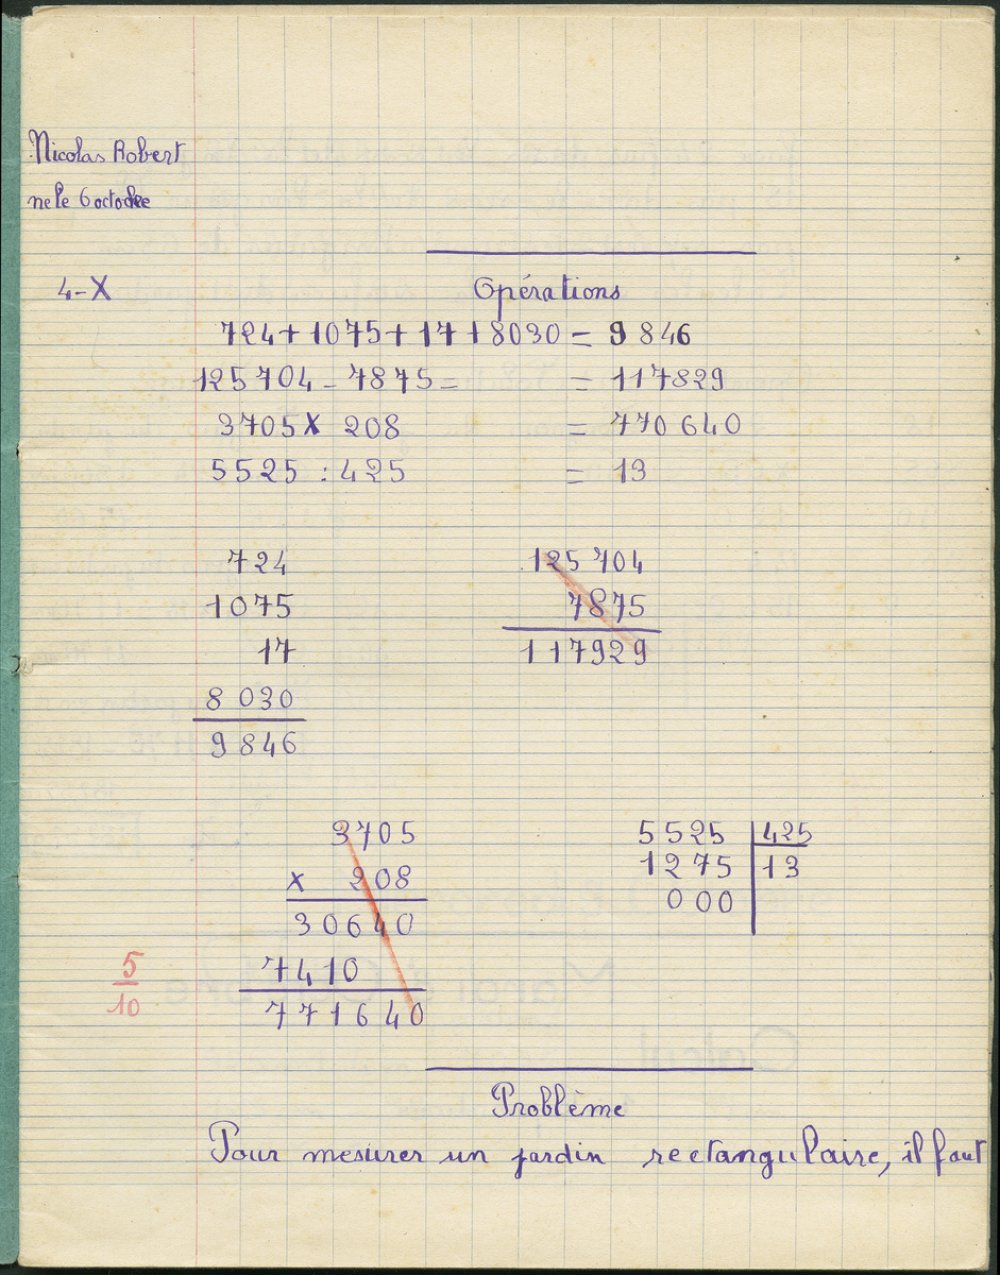 Nicolas Robert
ne le 6 octobre
4-X
Opérations
724+1075+17+8030 = 9846
125704 - 7875 = = 117829
3705 X 208 = 770640
5525 : 425 = 13
724
1075
17
8030
9846
125704
7875
117929
3705
x 208
30640
7410
771640
5525 425
1275 13
000
5
10
Problème
Pour mesurer un jardin rectangulaire, il faut